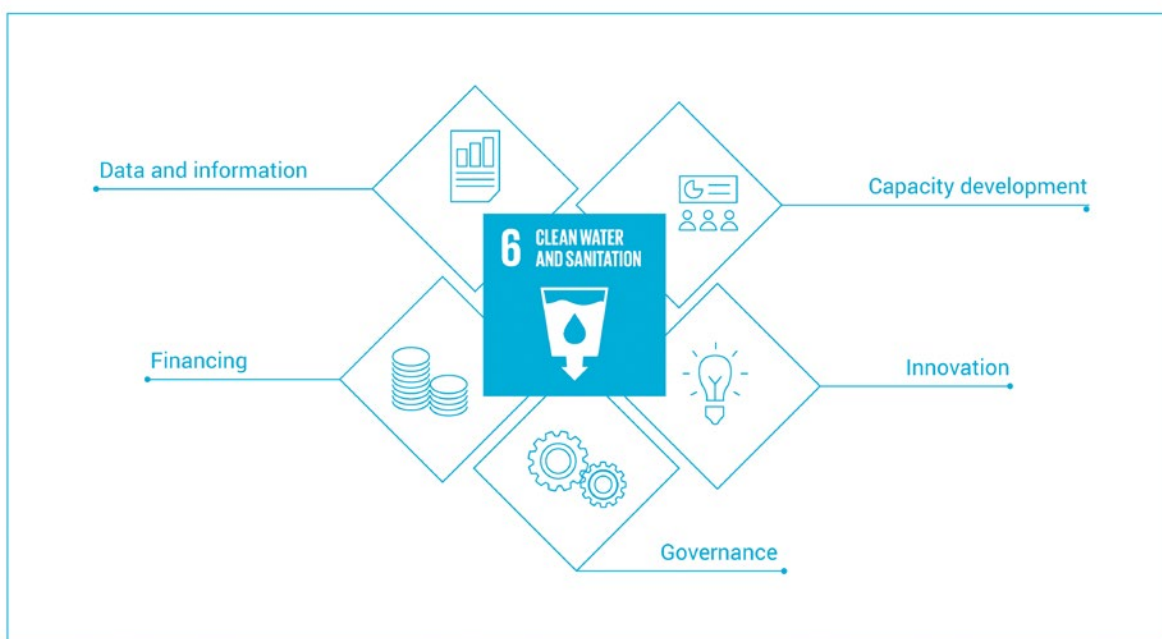 Data and information
Capacity development
6 CLEAN WATER
AND SANITATION
Financing
Innovation
Governance